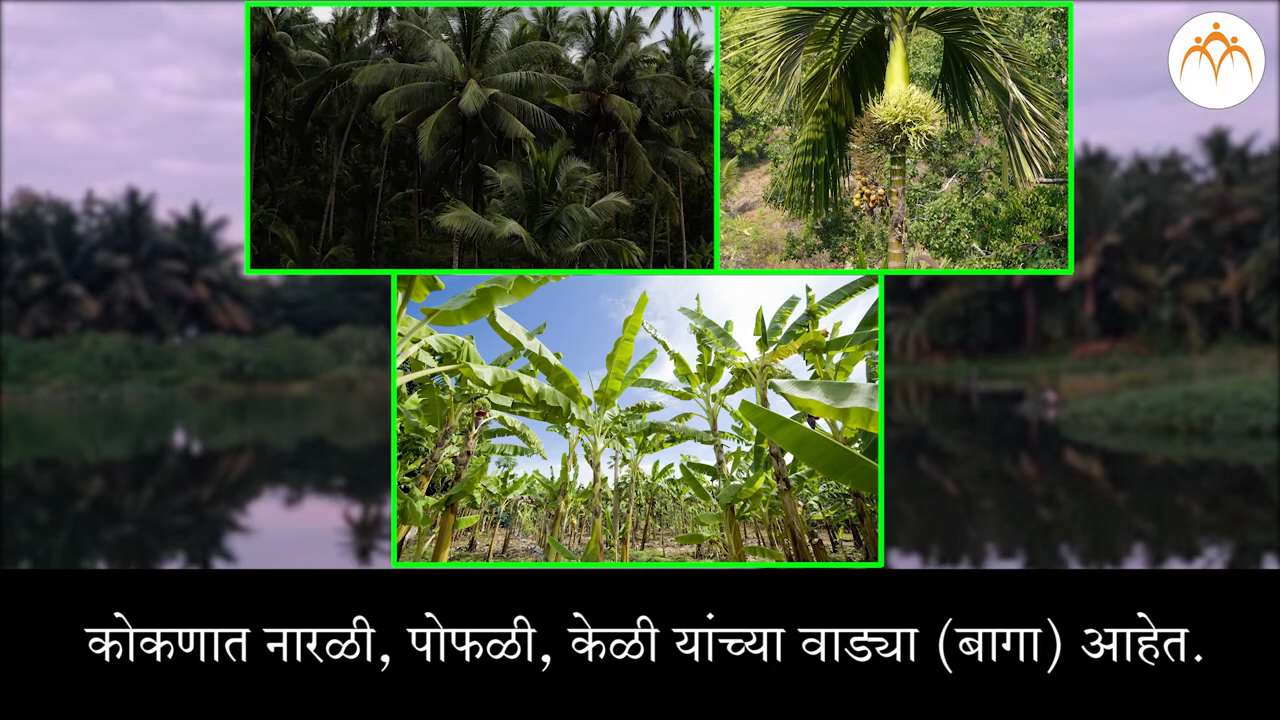 कोकणात नारळी, पोफळी, केळी यांच्या वाड्या (बागा) आहेत.